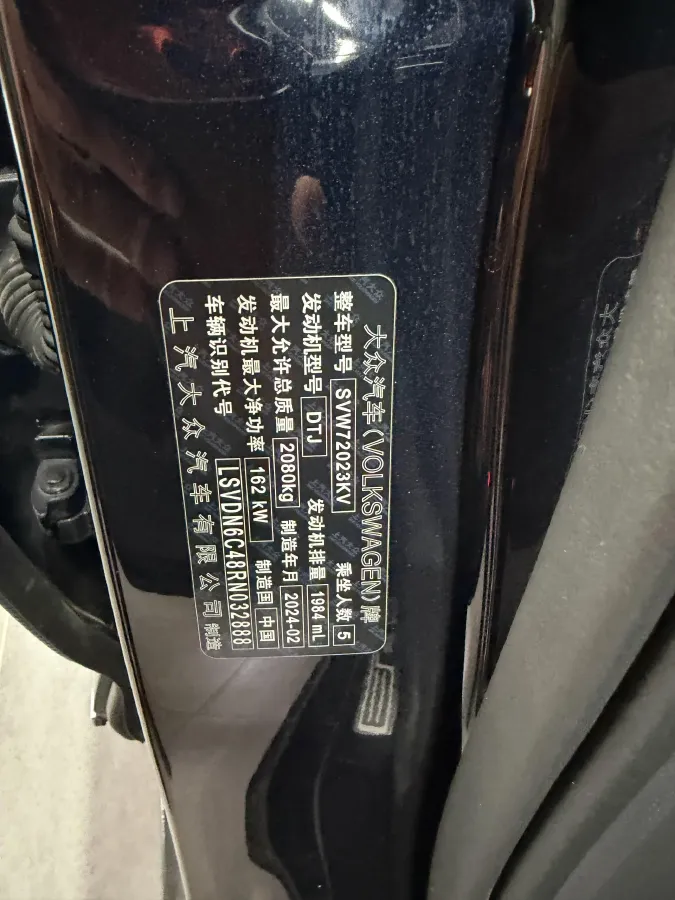 大众汽车(VOLKSWAGEN)牌
整车型号 SVW72023KV 乘坐人数 5
发动机型号 DTJ 发动机排量 1984 mL
最大允许总质量 2080kg 制造年月 2024-02
发动机最大净功率 162 kW 制造国 中国
车辆识别代号 LSVDN6C48RN032888
上汽大众汽车有限公司 制造